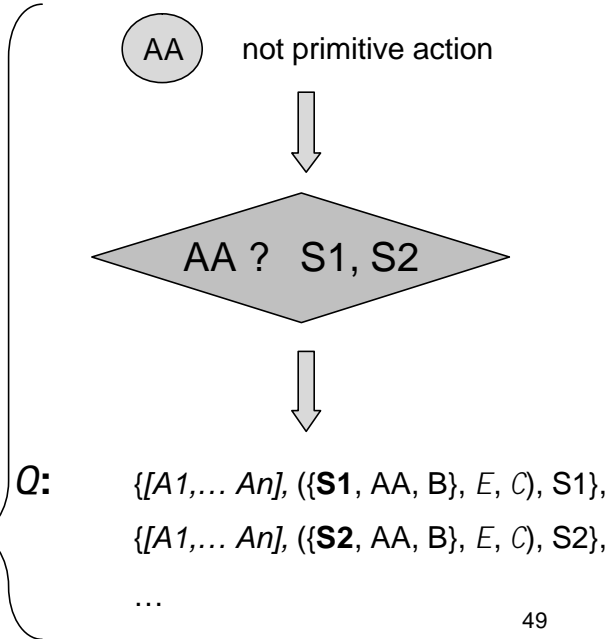 AA not primitive action
AA ? S1, S2
Q: {[A1,… An], ({S1, AA, B}, E, C), S1},
{[A1,… An], ({S2, AA, B}, E, C), S2},
…
49